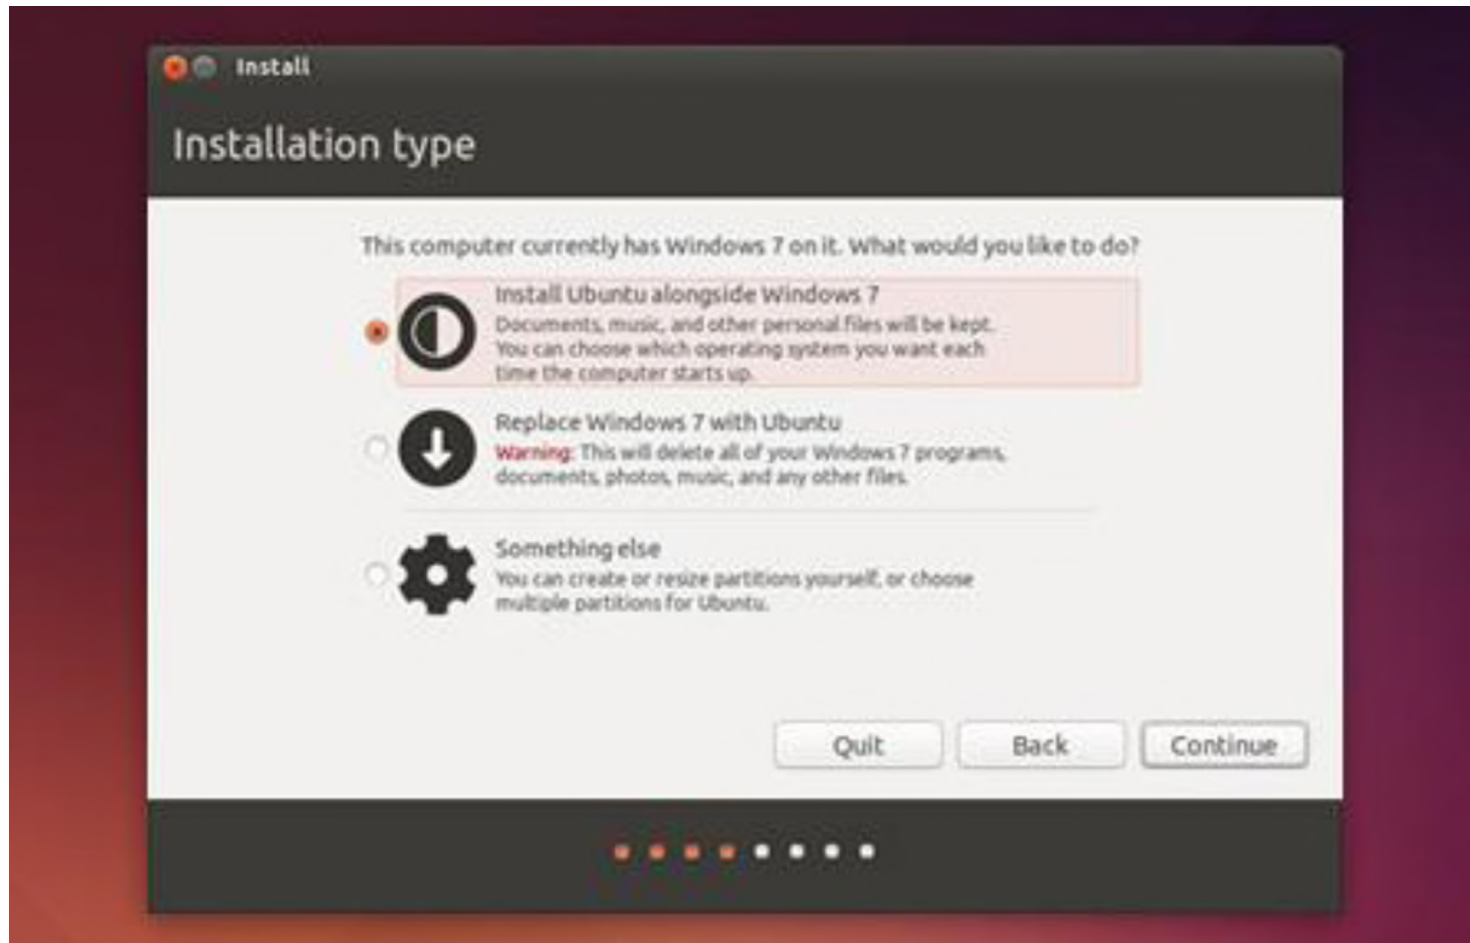 Install
Installation type
This computer currently has Windows 7 on it. What would you like to do?
Install Ubuntu alongside Windows 7
Documents, music, and other personal files will be kept.
You can choose which operating system you want each
time the computer starts up.
Replace Windows 7 with Ubuntu
Warning: This will delete all of your Windows 7 programs,
documents, photos, music, and any other files.
Something else
You can create or resize partitions yourself, or choose
multiple partitions for Ubuntu.
Quit Back Continue